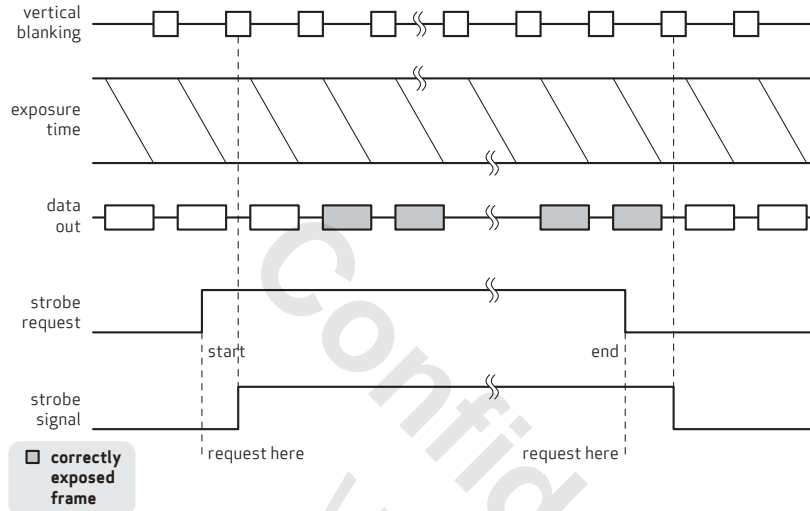 vertical
blanking
exposure
time
data
out
strobe
request
start
end
strobe
signal
request here
request here
correctly
exposed
frame
Confid